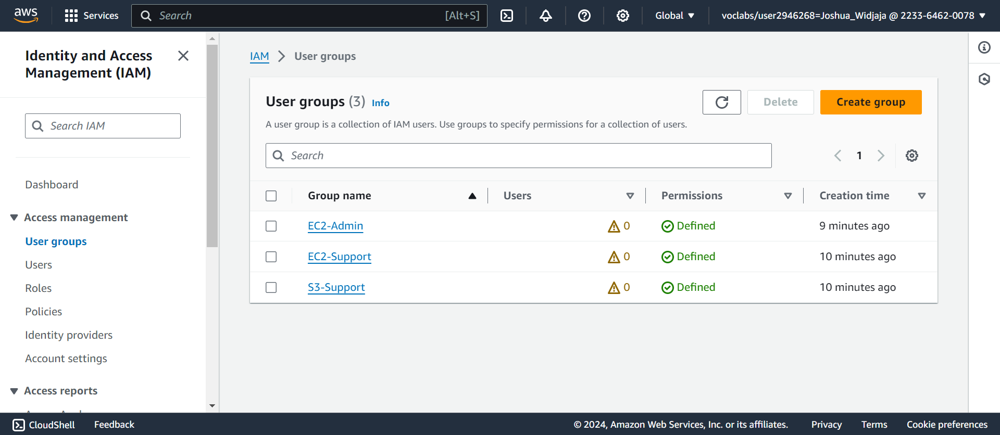 aws
Services
Search
[Alt+S]
Global
voclabs/user2946268=Joshua_Widjaja @ 2233-6462-0078
Identity and Access
Management (IAM)
Search IAM
Dashboard
Access management
User groups
Users
Roles
Policies
Identity providers
Account settings
Access reports
IAM
User groups
User groups (3) Info
Delete
Create group
A user group is a collection of IAM users. Use groups to specify permissions for a collection of users.
Search
1
Group name Users Permissions Creation time
EC2-Admin 0 Defined 9 minutes ago
EC2-Support 0 Defined 10 minutes ago
S3-Support 0 Defined 10 minutes ago
CloudShell
Feedback
© 2024, Amazon Web Services, Inc. or its affiliates.
Privacy
Terms
Cookie preferences